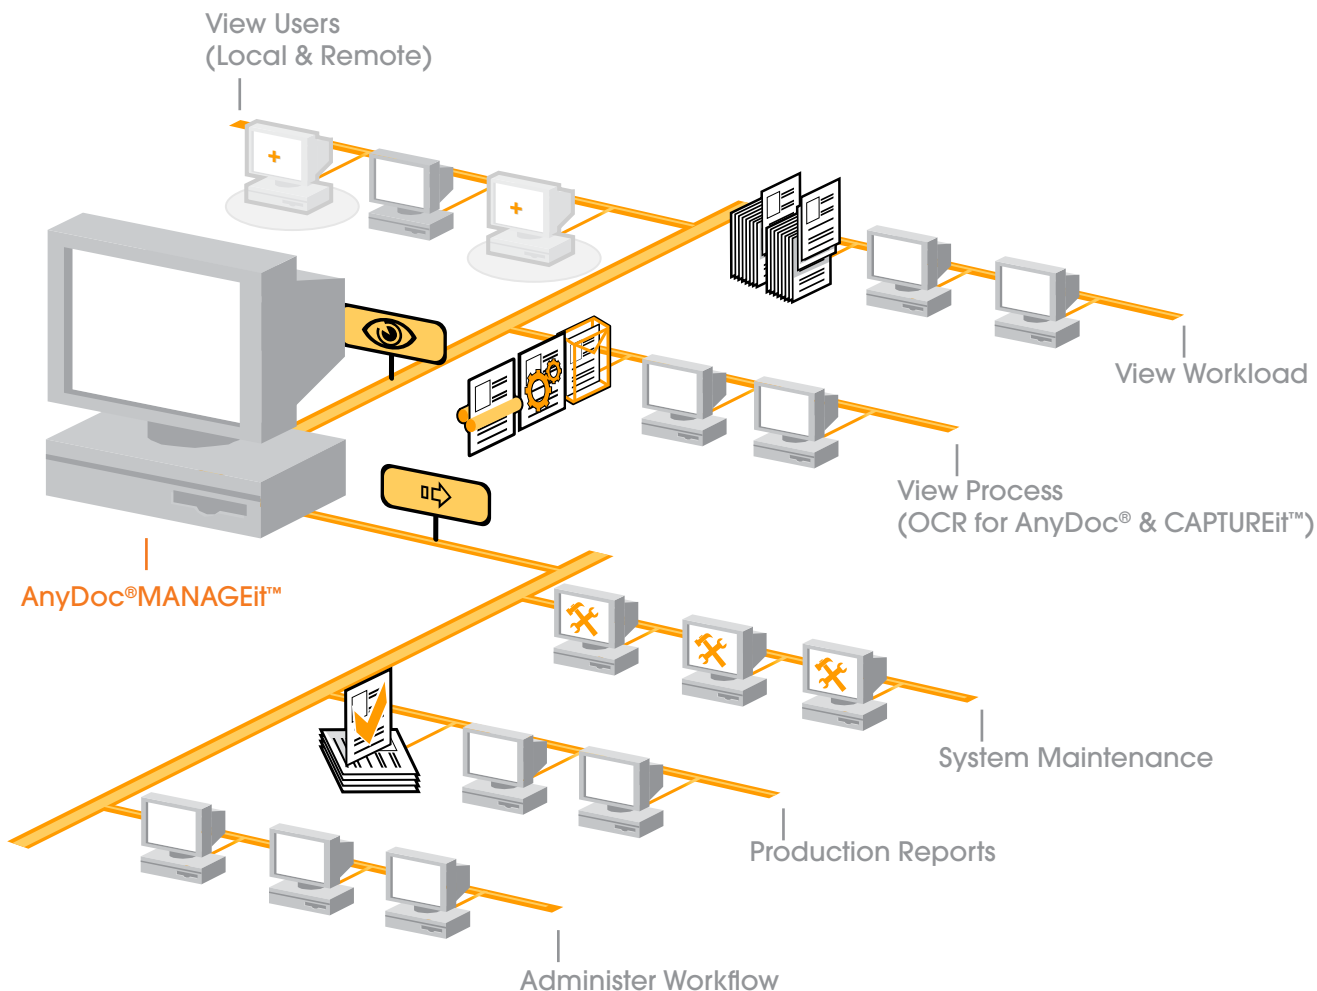 View Users
(Local & Remote)
View Workload
View Process
(OCR for AnyDoc® & CAPTUREit™)
AnyDoc®MANAGEit™
System Maintenance
Production Reports
Administer Workflow